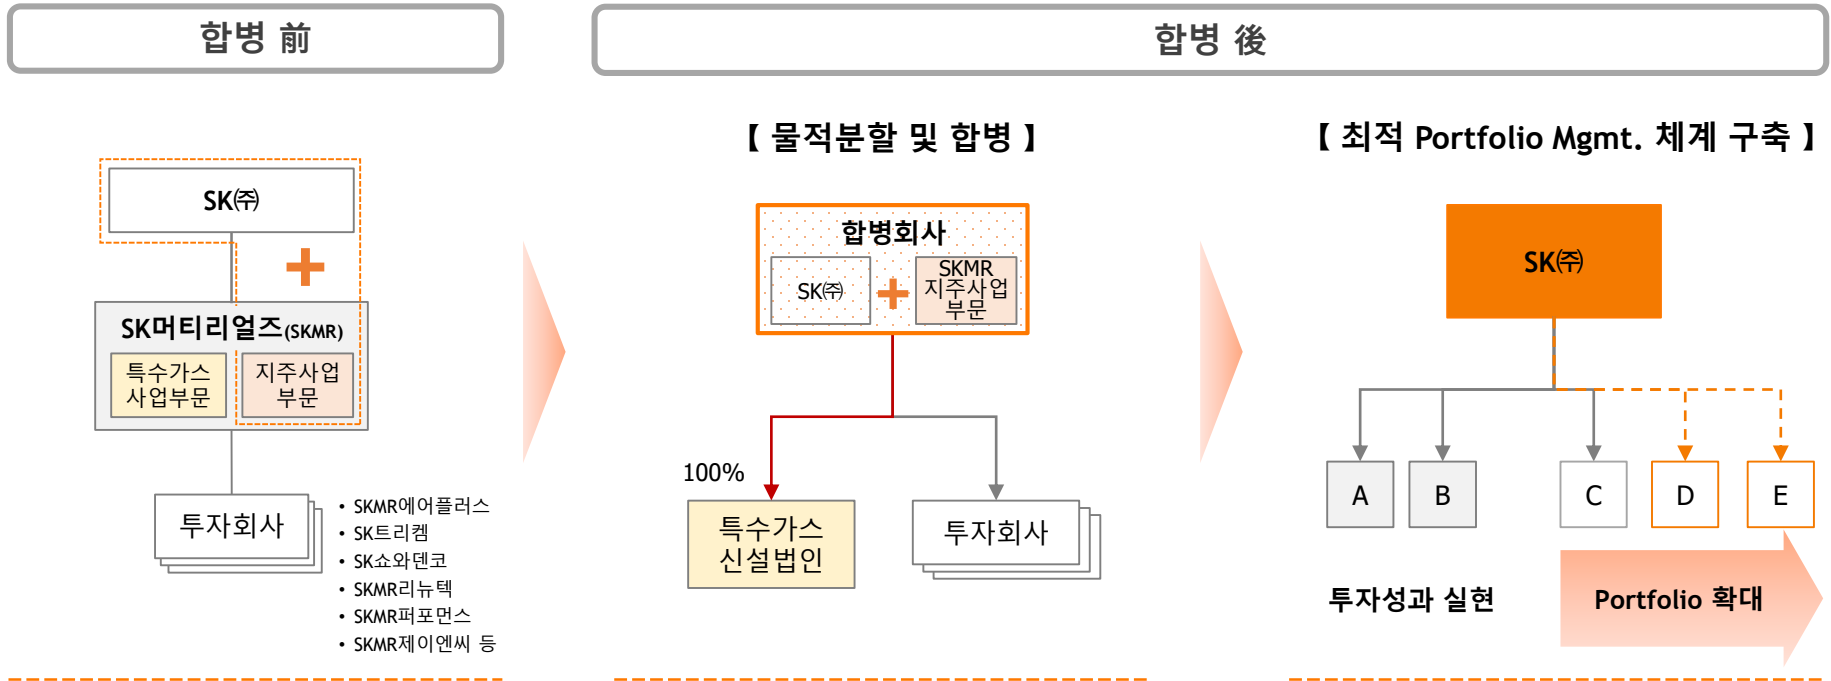 합병 前
합병 後
SK㈜
SK머티리얼즈(SKMR)
특수가스
사업부문
지주사업
부문
투자회사
• SKMR에어플러스
• SK트리켐
• SK쇼와덴코
• SKMR리뉴텍
• SKMR퍼포먼스
• SKMR제이엔씨 등
【 물적분할 및 합병 】
합병회사
SK㈜
SKMR
지주사업
부문
100%
특수가스
신설법인
투자회사
【 최적 Portfolio Mgmt. 체계 구축 】
SK㈜
A
B
C
D
E
투자성과 실현
Portfolio 확대